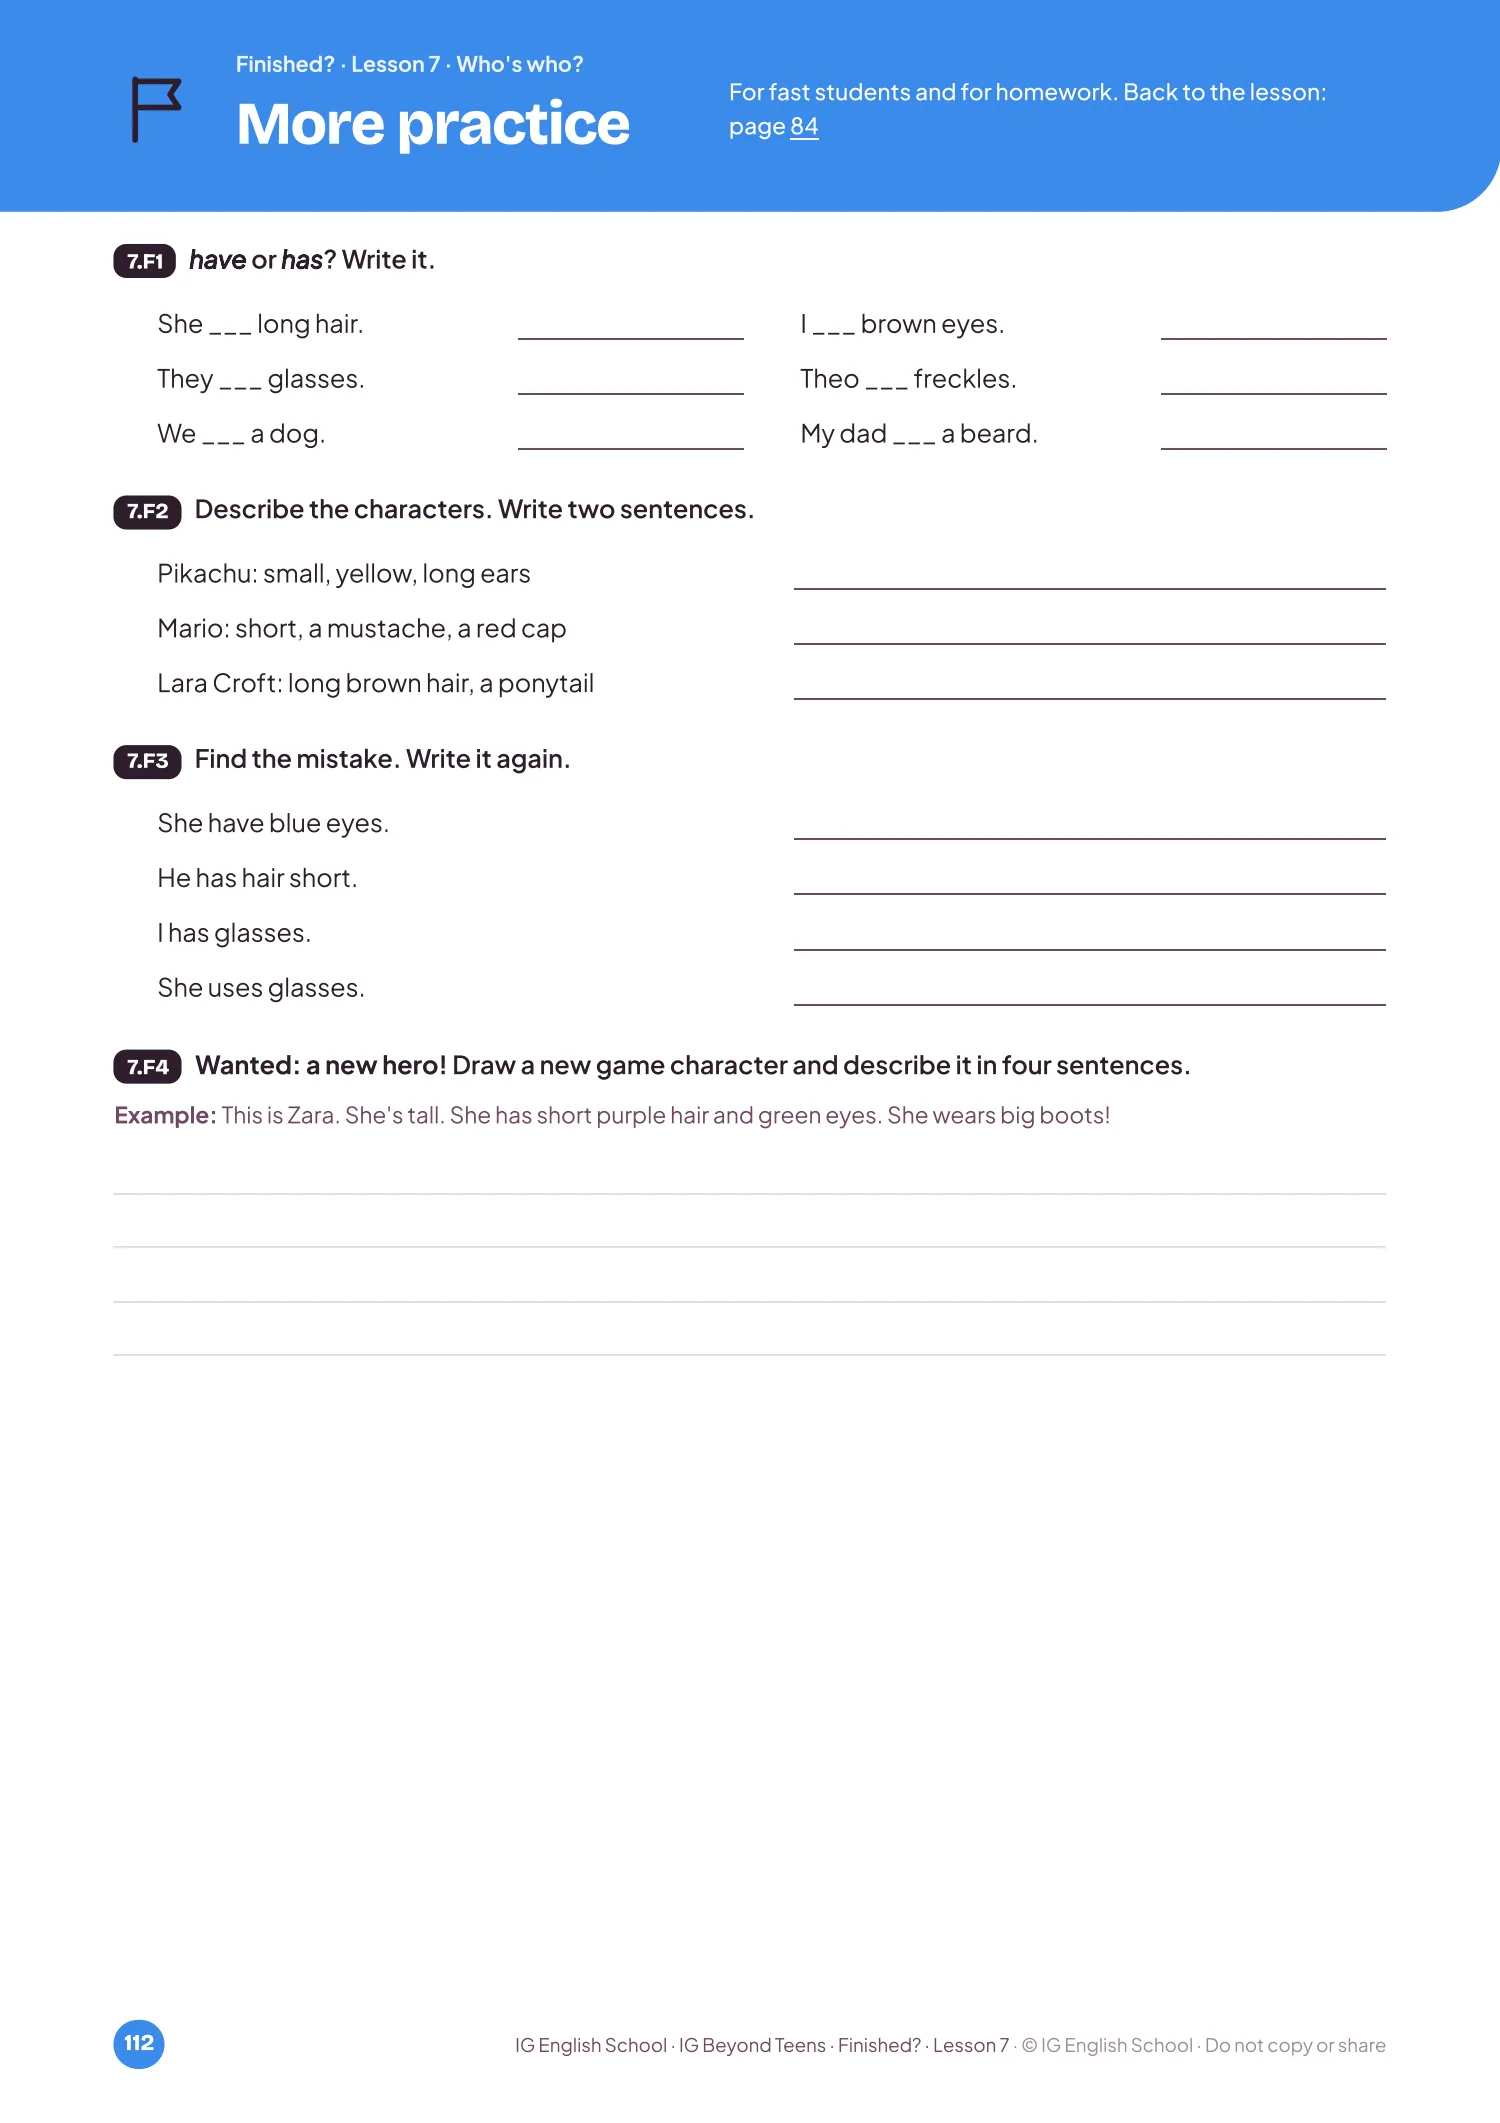 Finished? · Lesson 7 · Who's who?
More practice
For fast students and for homework. Back to the lesson:
page 84
7.F1 have or has? Write it.
She ___ long hair.
I ___ brown eyes.
They ___ glasses.
Theo ___ freckles.
We ___ a dog.
My dad ___ a beard.
7.F2 Describe the characters. Write two sentences.
Pikachu: small, yellow, long ears
Mario: short, a mustache, a red cap
Lara Croft: long brown hair, a ponytail
7.F3 Find the mistake. Write it again.
She have blue eyes.
He has hair short.
I has glasses.
She uses glasses.
7.F4 Wanted: a new hero! Draw a new game character and describe it in four sentences.
Example: This is Zara. She's tall. She has short purple hair and green eyes. She wears big boots!
112
IG English School · IG Beyond Teens · Finished? · Lesson 7 · © IG English School · Do not copy or share